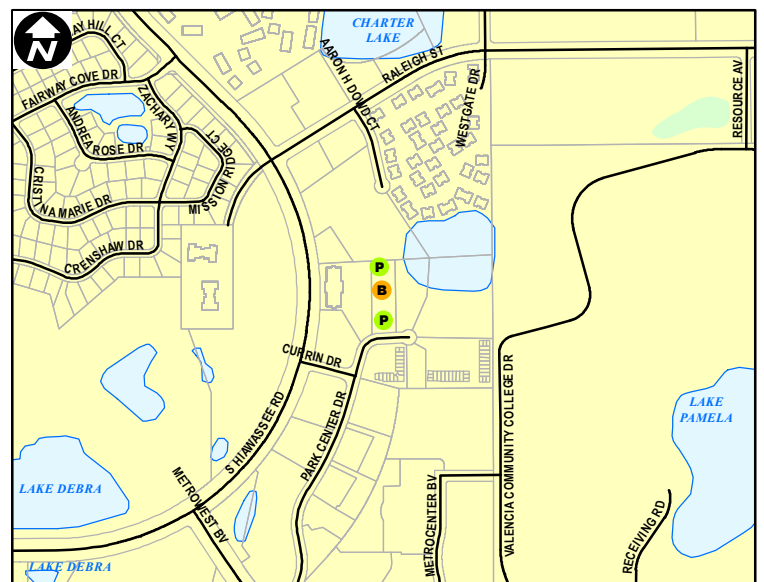 N
AY HILL CT
CHARTER
LAKE
AARON H DOWD CT
RALEIGH ST
FAIRWAY COVE DR
ZACHARY WY
WESTGATE DR
RESOURCE AV
ANDREA
ROSE DR
MISSION RIDGE CT
CRISTI
NA MARIE DR
CRENSHAW DR
P
B
P
CURRIN DR
VALENCIA COMMUNITY COLLEGE DR
S HIAWASSEE RD
PARK CENTER DR
LAKE
PAMELA
LAKE DEBRA
METROWEST BV
METROCENTER BV
RECEIVING RD
LAKE DEBRA